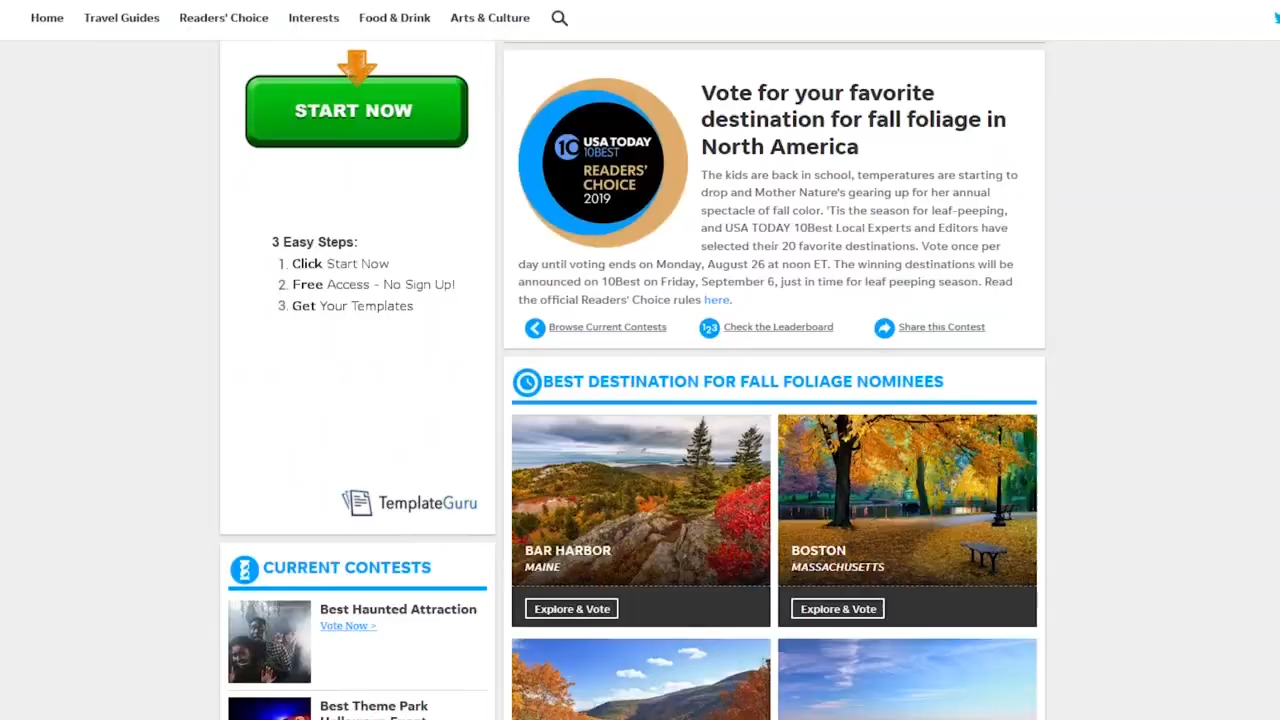 Home Travel Guides Readers' Choice Interests Food & Drink Arts & Culture
START NOW
3 Easy Steps:
1. Click Start Now
2. Free Access - No Sign Up!
3. Get Your Templates
TemplateGuru
CURRENT CONTESTS
Best Haunted Attraction
Vote Now >
Best Theme Park
10 USA TODAY
10BEST
READERS'
CHOICE
2019
Vote for your favorite
destination for fall foliage in
North America
The kids are back in school, temperatures are starting to
drop and Mother Nature's gearing up for her annual
spectacle of fall color. 'Tis the season for leaf-peeping,
and USA TODAY 10Best Local Experts and Editors have
selected their 20 favorite destinations. Vote once per
day until voting ends on Monday, August 26 at noon ET. The winning destinations will be
announced on 10Best on Friday, September 6, just in time for leaf peeping season. Read
the official Readers' Choice rules here.
Browse Current Contests 123 Check the Leaderboard Share this Contest
BEST DESTINATION FOR FALL FOLIAGE NOMINEES
BAR HARBOR
MAINE
Explore & Vote
BOSTON
MASSACHUSETTS
Explore & Vote